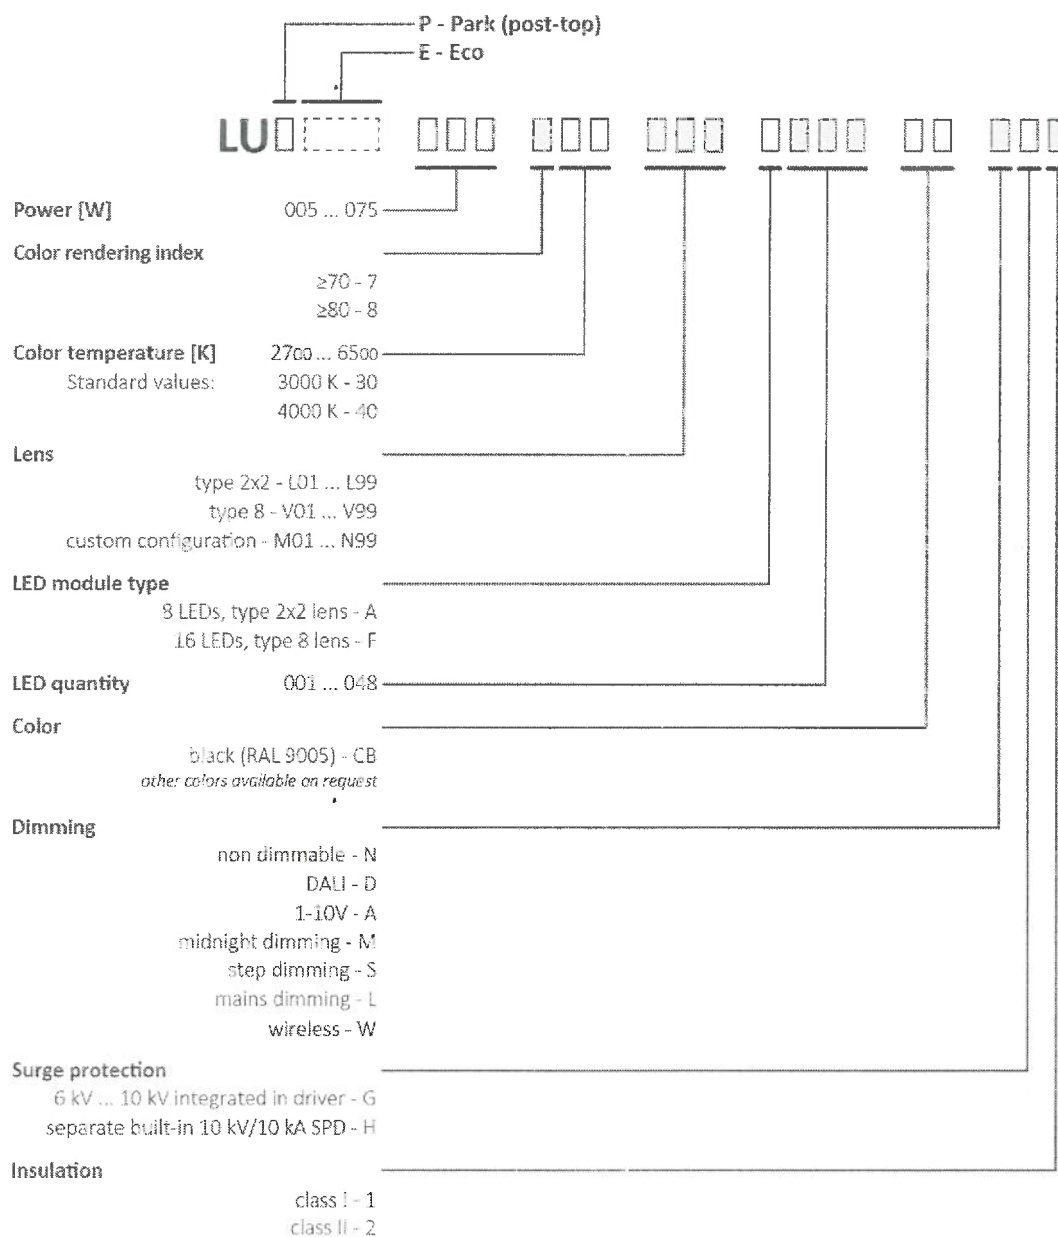 P - Park (post-top)
E - Eco
LU
Power [W] 005 ... 075
Color rendering index
≥70 - 7
≥80 - 8
Color temperature [K] 2700 ... 6500
Standard values: 3000 K - 30
4000 K - 40
Lens
type 2x2 - L01 ... L99
type 8 - V01 ... V99
custom configuration - M01 ... N99
LED module type
8 LEDs, type 2x2 lens - A
16 LEDs, type 8 lens - F
LED quantity 001 ... 048
Color
black (RAL 9005) - CB
other colors available on request
Dimming
non dimmable - N
DALI - D
1-10V - A
midnight dimming - M
step dimming - S
mains dimming - L
wireless - W
Surge protection
6 kV ... 10 kV integrated in driver - G
separate built-in 10 kV/10 kA SPD - H
Insulation
class I - 1
class II - 2